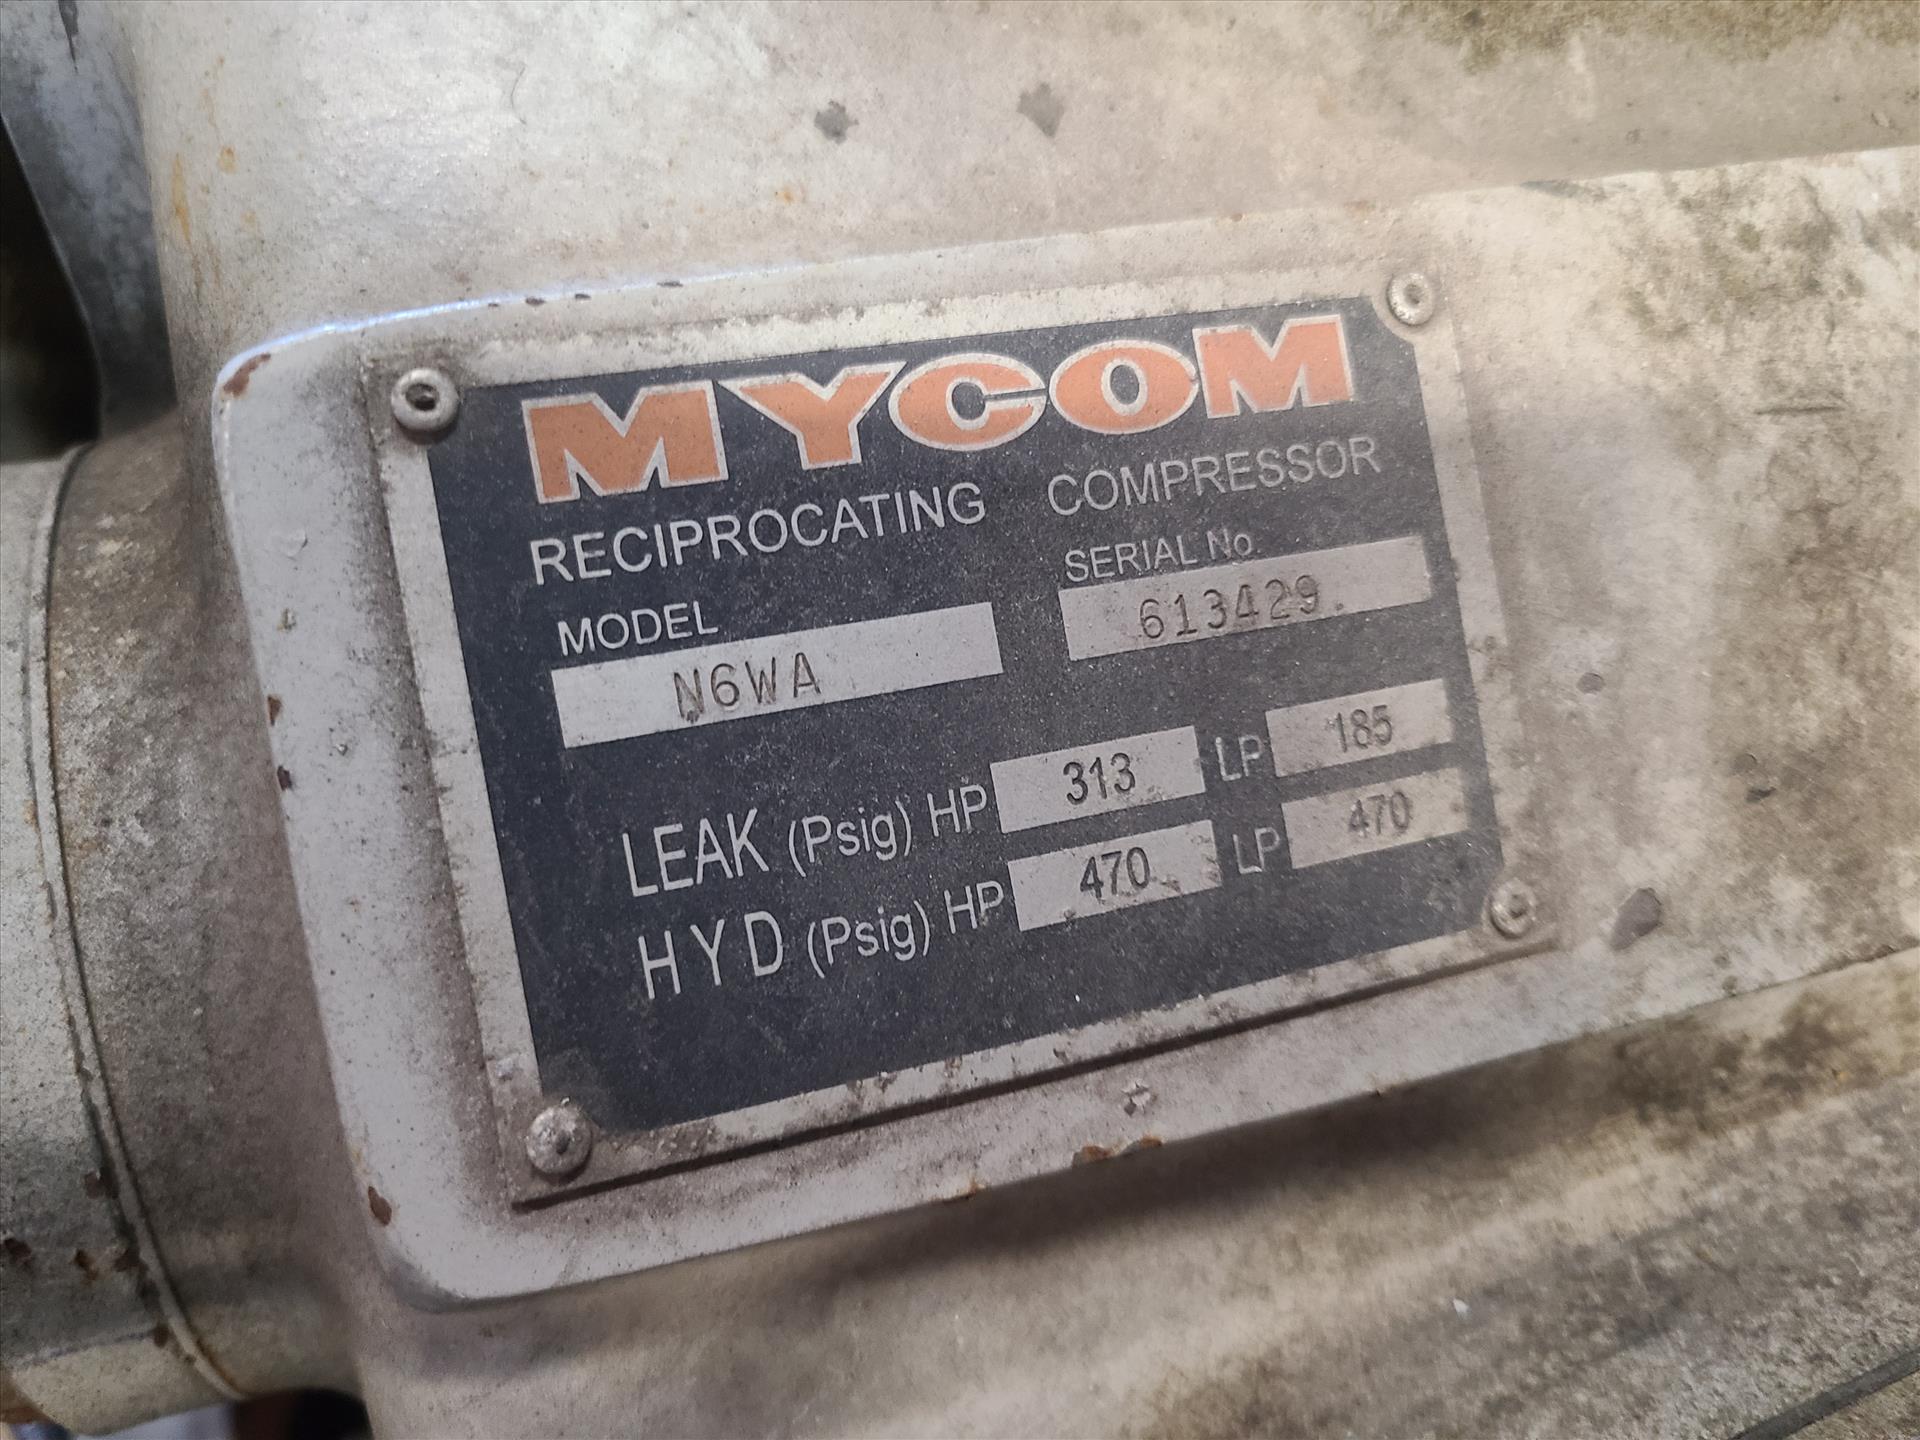 MYCOM
RECIPROCATING COMPRESSOR
MODEL SERIAL No.
N6WA 613429.
LEAK (Psig) HP 313 LP 185
HYD (Psig) HP 470 LP 470